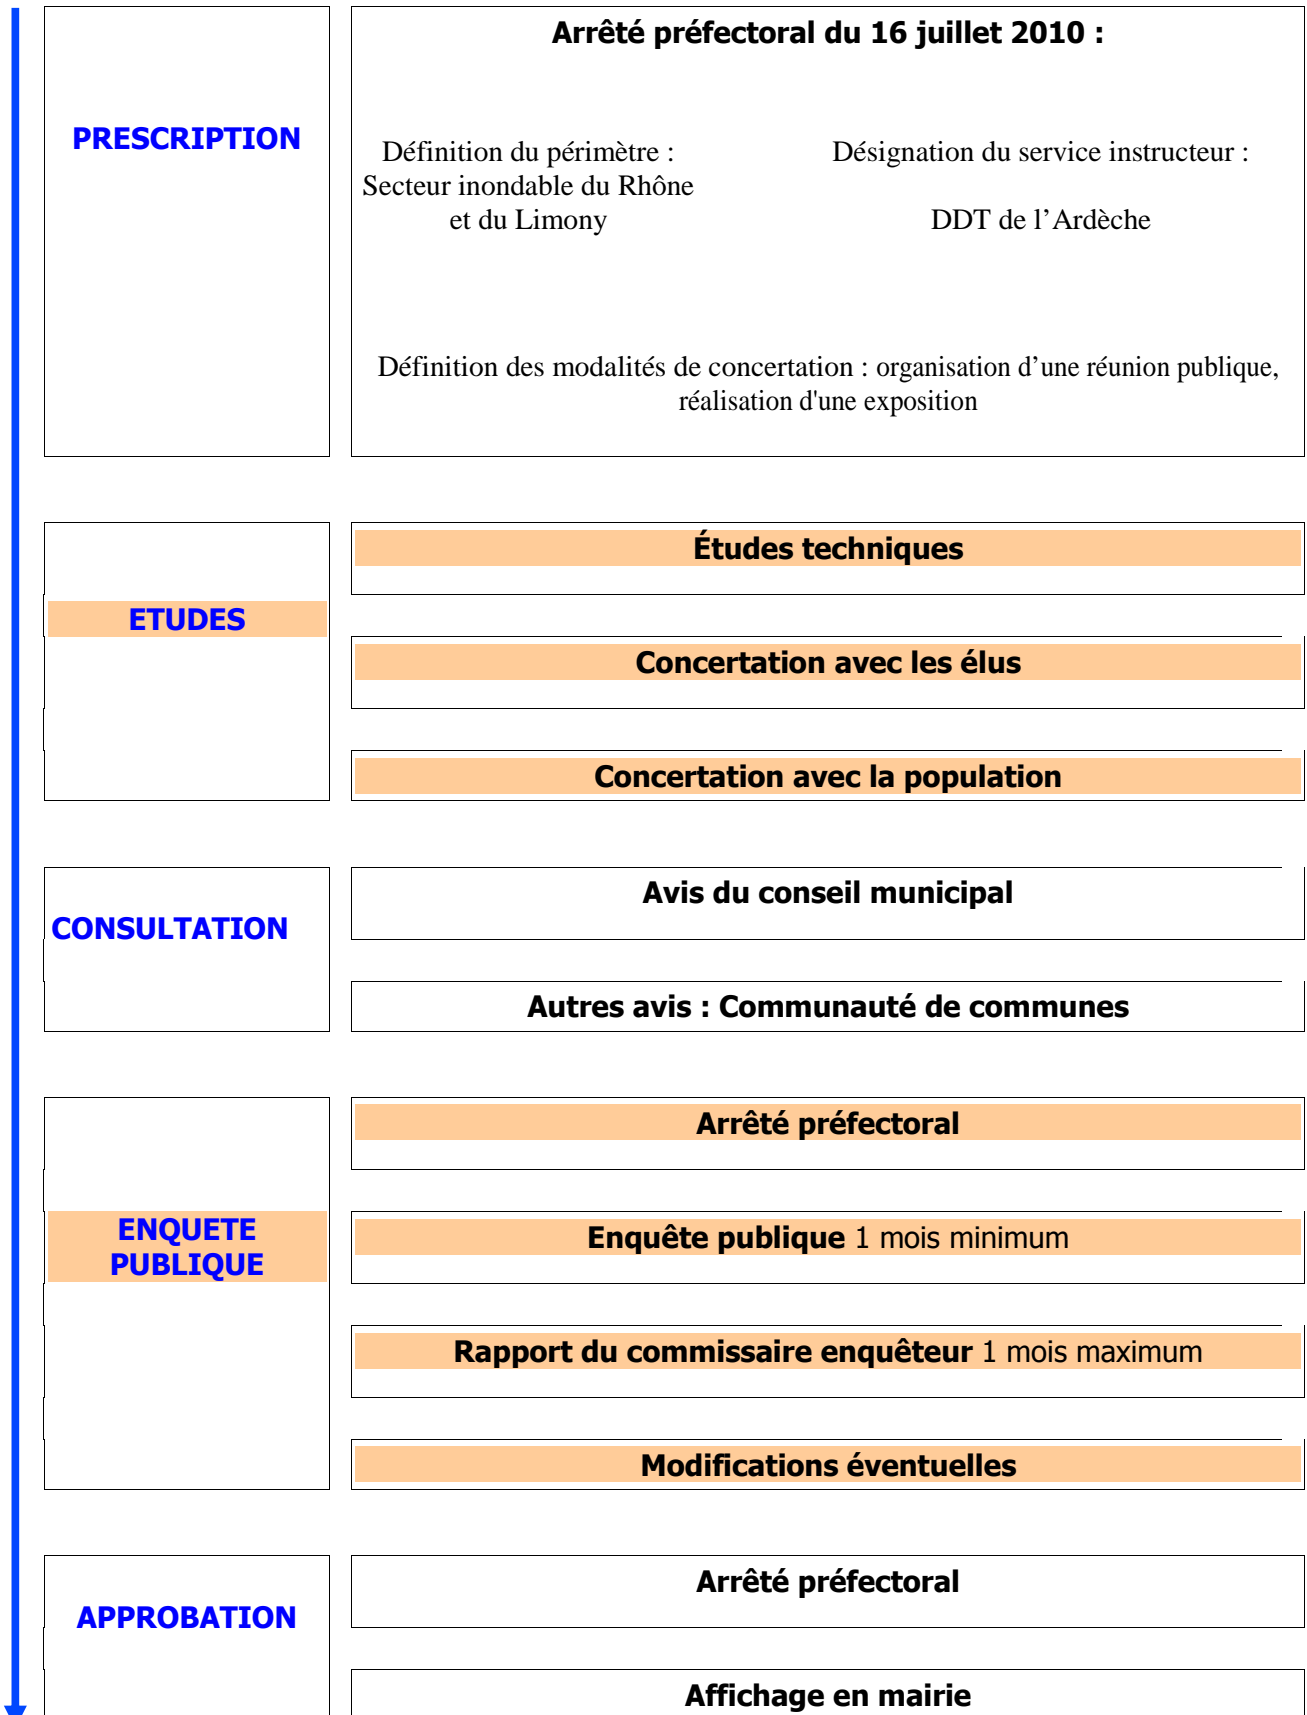 Arrêté préfectoral du 16 juillet 2010 :
PRESCRIPTION
Définition du périmètre :
Secteur inondable du Rhône
et du Limony
Désignation du service instructeur :
DDT de l’Ardèche
Définition des modalités de concertation : organisation d’une réunion publique,
réalisation d'une exposition
ETUDES
Études techniques
Concertation avec les élus
Concertation avec la population
CONSULTATION
Avis du conseil municipal
Autres avis : Communauté de communes
ENQUETE
PUBLIQUE
Arrêté préfectoral
Enquête publique 1 mois minimum
Rapport du commissaire enquêteur 1 mois maximum
Modifications éventuelles
APPROBATION
Arrêté préfectoral
Affichage en mairie